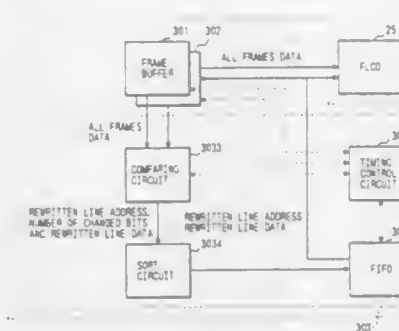 301
302
25
FRAME
BUFFER
ALL FRAMES DATA
FLCD
ALL FRAMES
DATA
3033
COMPARING
CIRCUIT
TIMING
CONTROL
CIRCUIT
REWRITTEN LINE ADDRESS,
NUMBER OF CHANGED BITS
AND REWRITTEN LINE DATA
REWRITTEN LINE ADDRESS
REWRITTEN LINE DATA
3034
SORT
CIRCUIT
FIFO
303